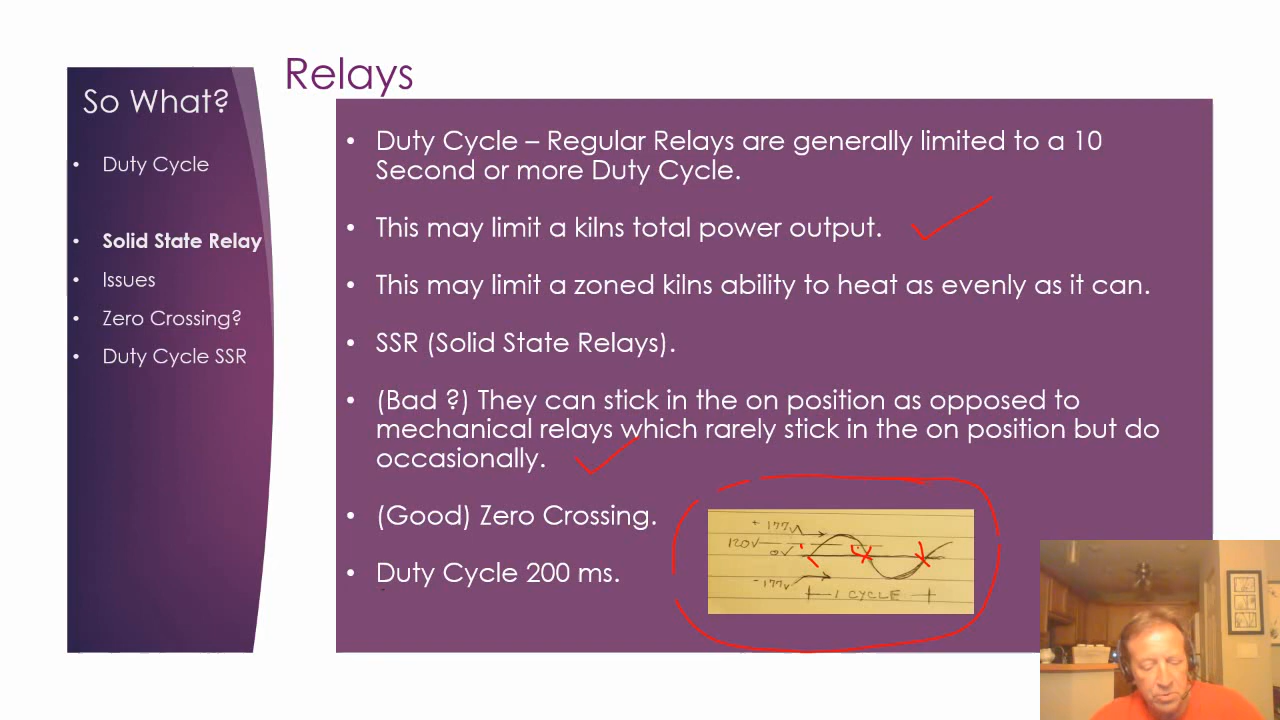 Relays
So What?
• Duty Cycle
• Solid State Relay
• Issues
• Zero Crossing?
• Duty Cycle SSR
• Duty Cycle – Regular Relays are generally limited to a 10
Second or more Duty Cycle.
• This may limit a kilns total power output.
• This may limit a zoned kilns ability to heat as evenly as it can.
• SSR (Solid State Relays).
• (Bad ?) They can stick in the on position as opposed to
mechanical relays which rarely stick in the on position but do
occasionally.
• (Good) Zero Crossing.
• Duty Cycle 200 ms.
+177V
120V
0V
-177V
1 CYCLE